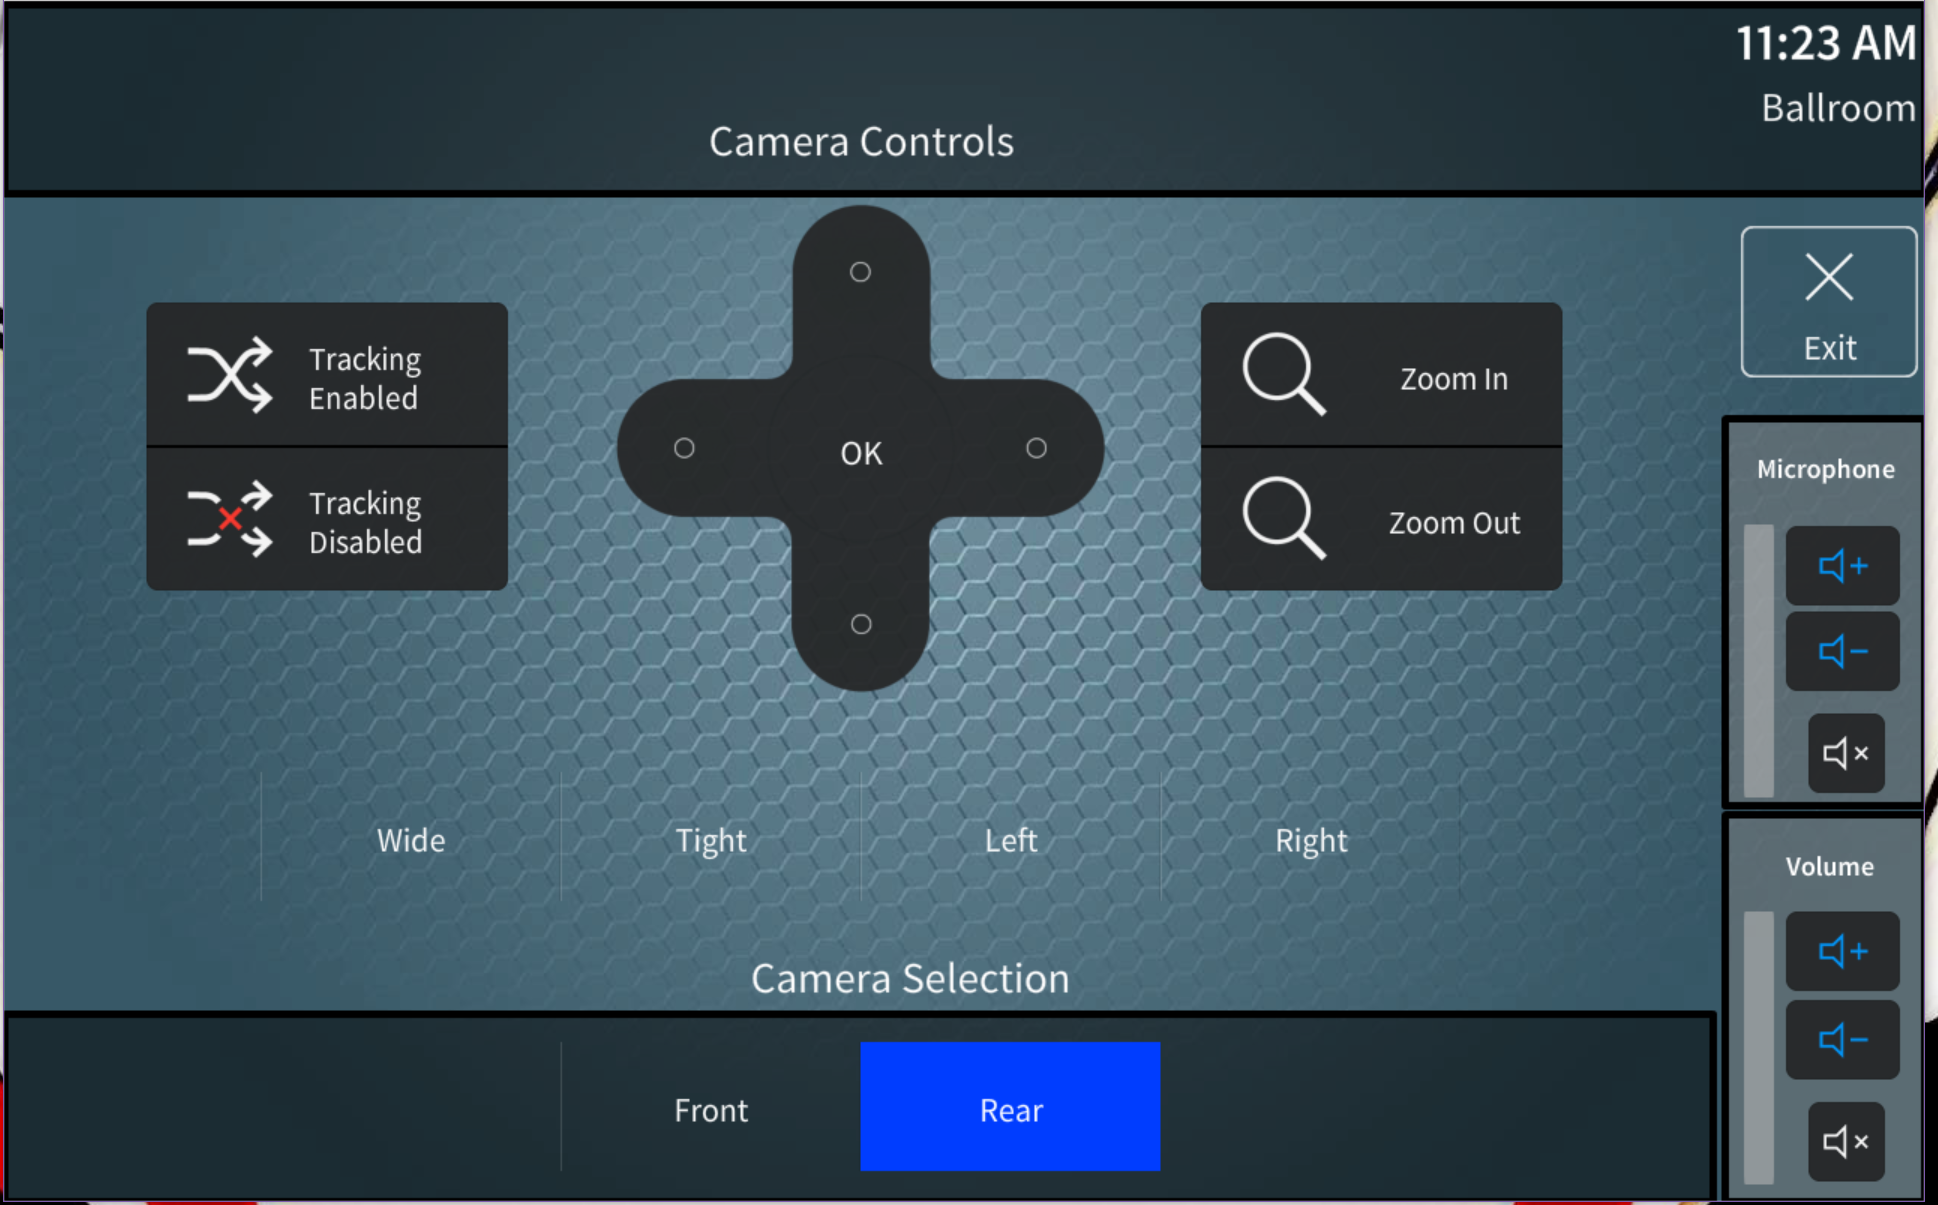 11:23 AM
Ballroom
Camera Controls
Exit
Tracking
Enabled
Tracking
Disabled
OK
Zoom In
Zoom Out
Microphone
Wide
Tight
Left
Right
Volume
Camera Selection
Front
Rear